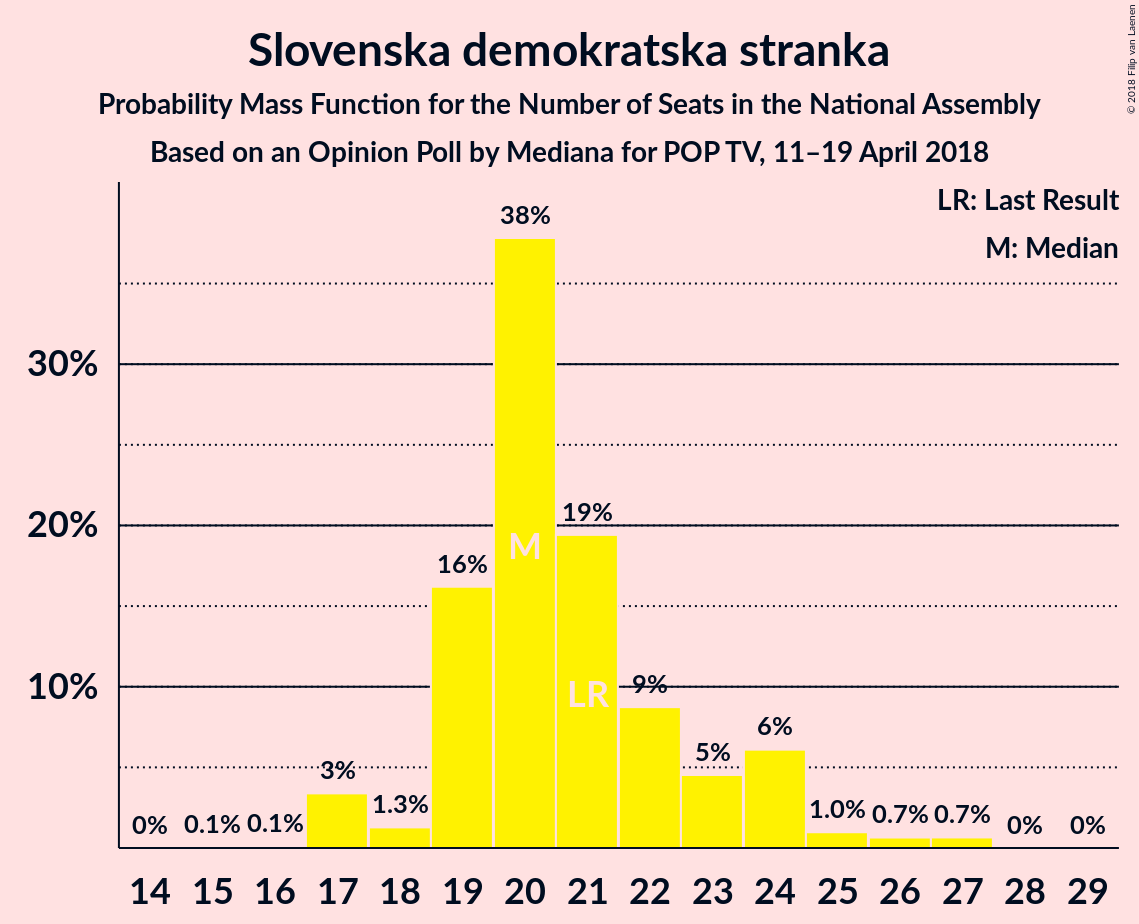 Slovenska demokratska stranka
Probability Mass Function for the Number of Seats in the National Assembly
Based on an Opinion Poll by Mediana for POP TV, 11–19 April 2018
© 2018 Filip van Laenen
LR: Last Result
M: Median
30%
20%
10%
0%
0.1%
0.1%
3%
1.3%
16%
38%
19%
9%
5%
6%
1.0%
0.7%
0.7%
0%
0%
M
LR
14 15 16 17 18 19 20 21 22 23 24 25 26 27 28 29